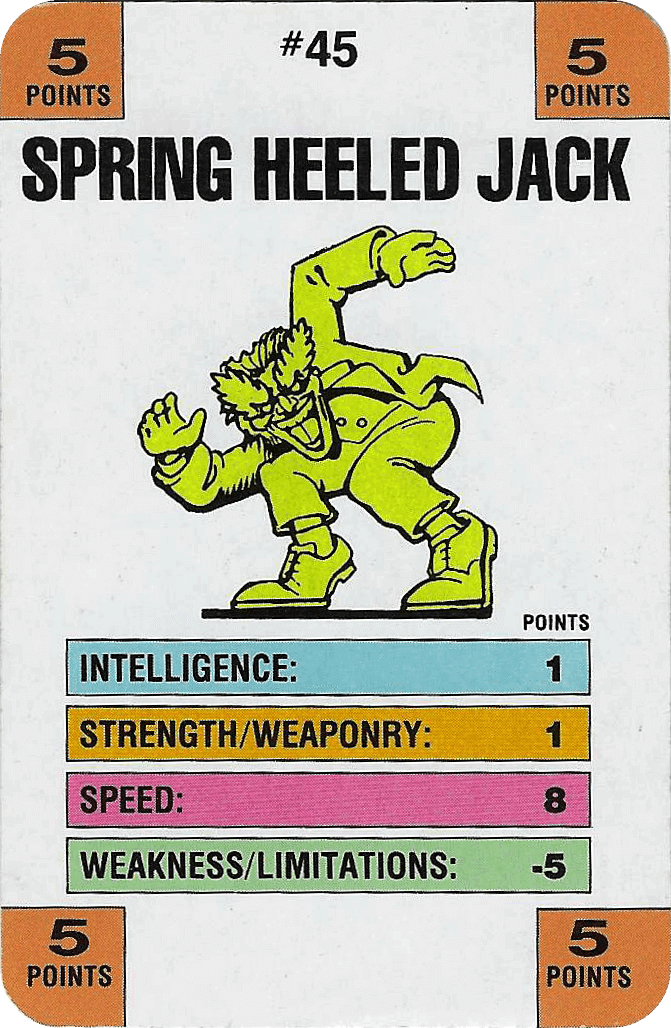 5
POINTS
#45
5
POINTS
SPRING HEELED JACK
POINTS
INTELLIGENCE: 1
STRENGTH/WEAPONRY: 1
SPEED: 8
WEAKNESS/LIMITATIONS: -5
5
POINTS
5
POINTS